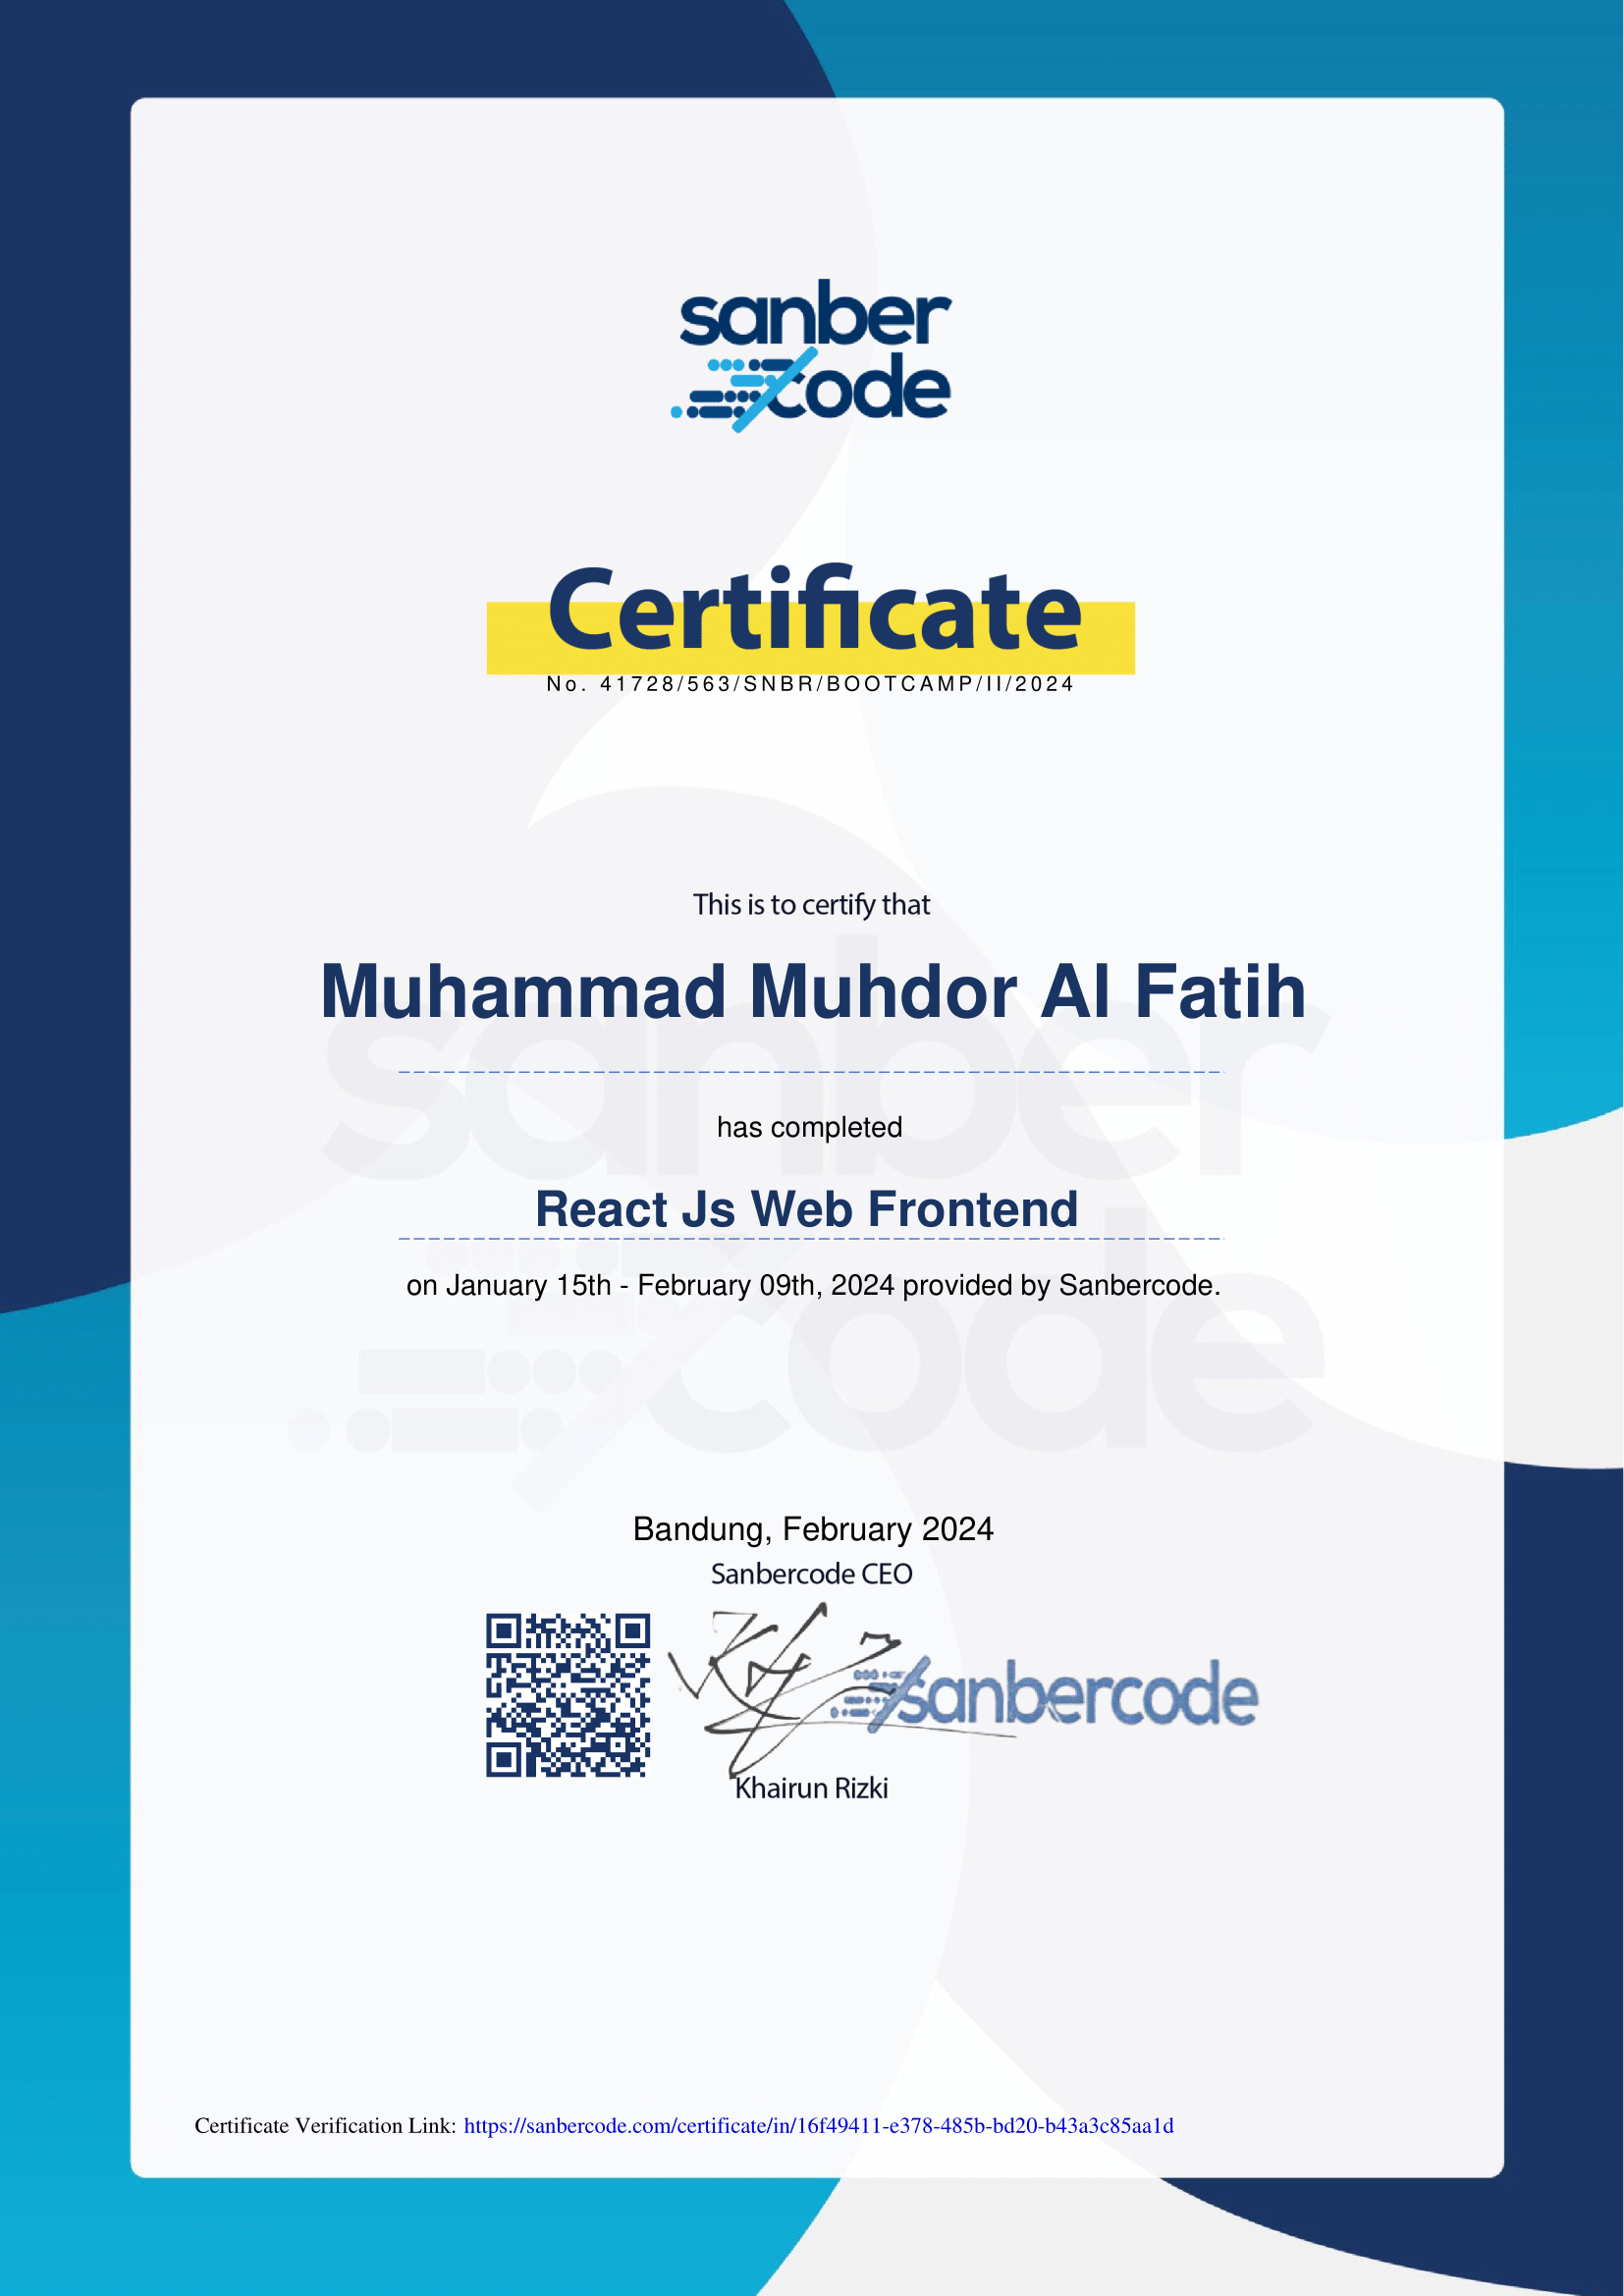 sanber
code
Certificate
No. 41728/563/SNBR/BOOTCAMP/II/2024
This is to certify that
Muhammad Muhdor Al Fatih
has completed
React Js Web Frontend
on January 15th - February 09th, 2024 provided by Sanbercode.
sanber
code
Bandung, February 2024
Sanbercode CEO
sanbercode
Khairun Rizki
Certificate Verification Link: https://sanbercode.com/certificate/in/16f49411-e378-485b-bd20-b43a3c85aa1d